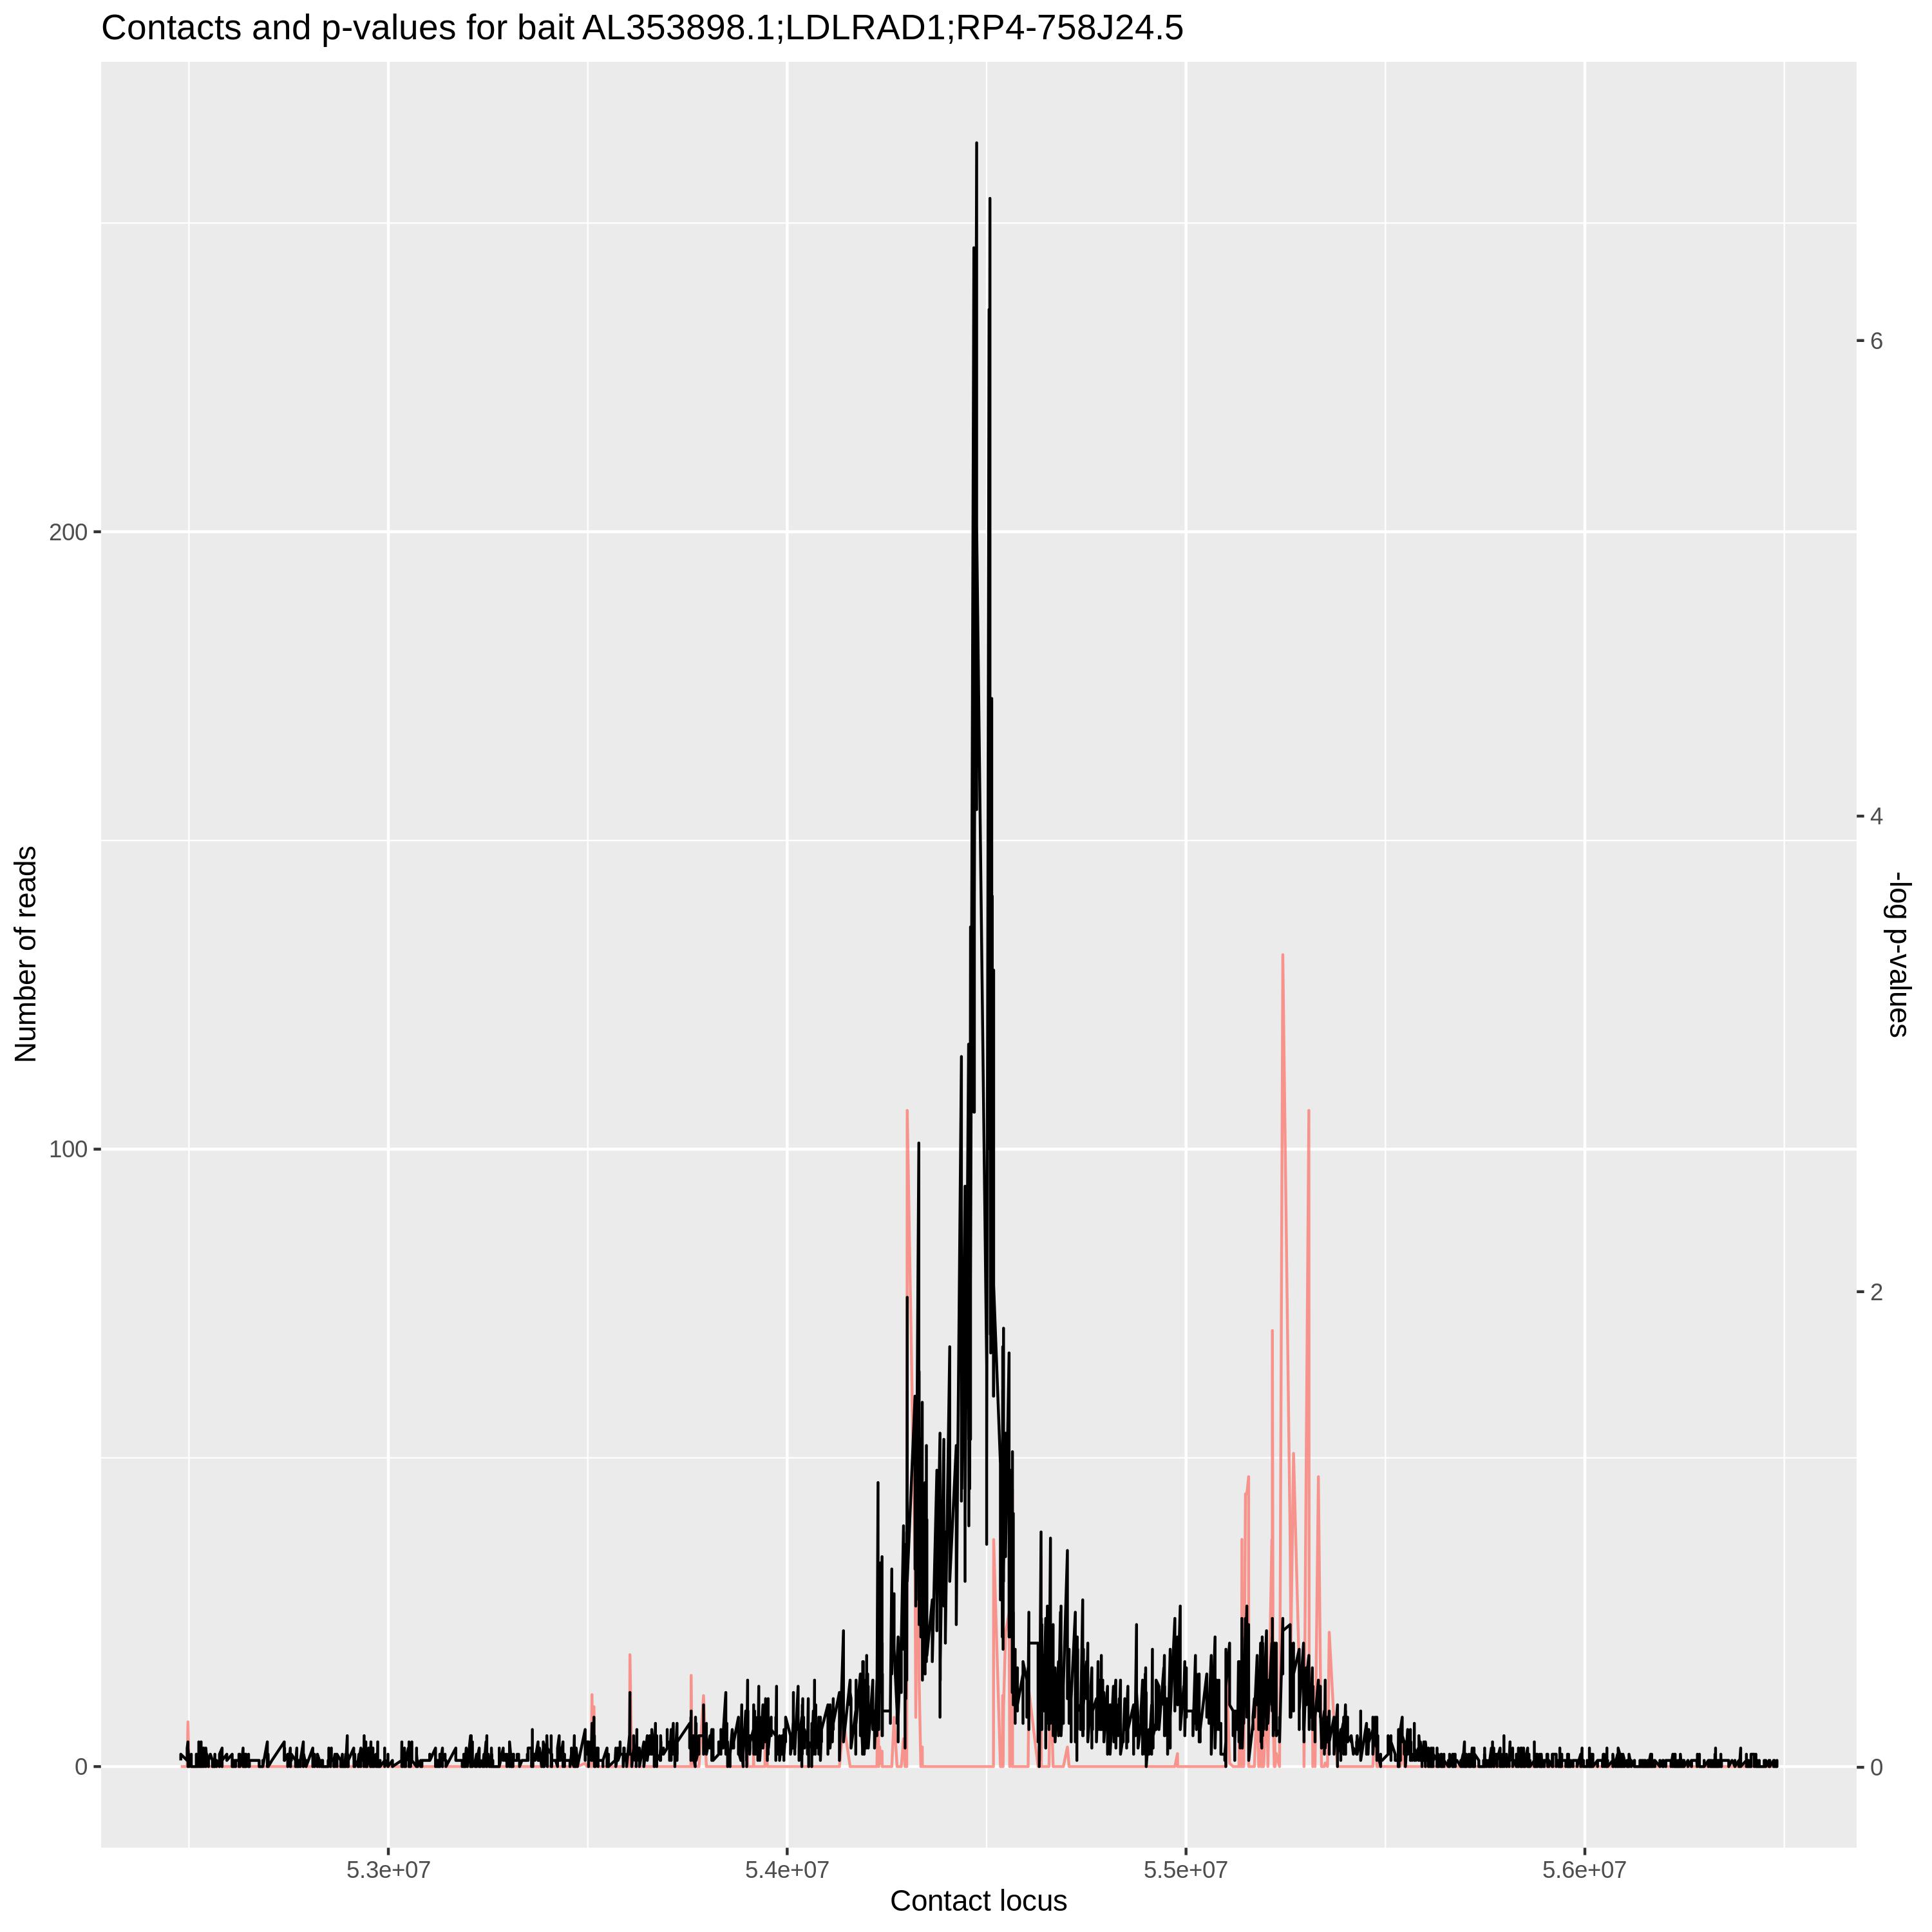 Contacts and p-values for bait AL353898.1;LDLRAD1;RP4-758J24.5
Number of reads
200
100
0
6
4
2
0
-log p-values
5.3e+07
5.4e+07
5.5e+07
5.6e+07
Contact locus